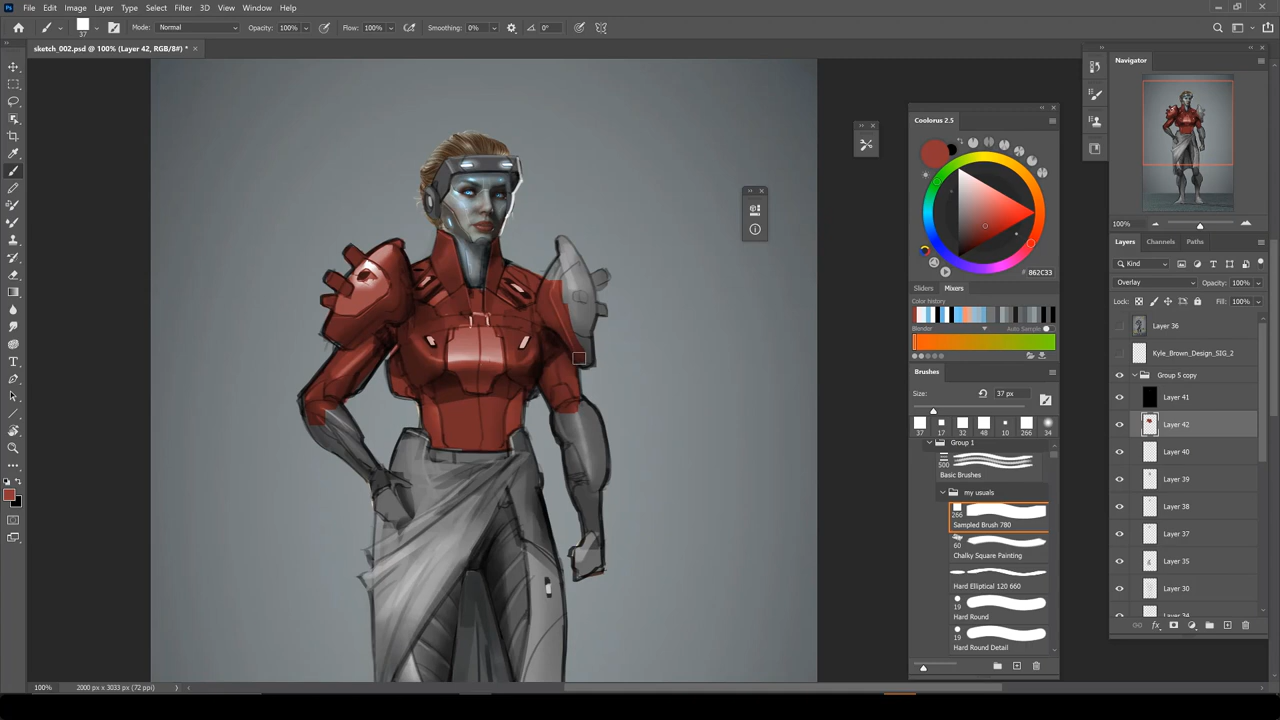 Ps File Edit Image Layer Type Select Filter 3D View Window Help
37 Mode: Normal Opacity: 100% Flow: 100% Smoothing: 0% 0°
sketch_002.psd @ 100% (Layer 42, RGB/8#) * ×
Navigator
100%
Coloorus 2.5
# 862C33
Sliders Mixers
Color history
Blender Auto Sample
Brushes
Size: 37 px
37 17 32 48 10 266 34
Group 1
500
Basic Brushes
my usuals
266
Sampled Brush 780
60
Chalky Square Painting
Hard Elliptical 120 660
19
Hard Round
19
Hard Round Detail
Layers Channels Paths
Kind
Overlay Opacity: 100%
Lock: Fill: 100%
Layer 36
Kyle_Brown_Design_SIG_2
Group 5 copy
Layer 41
Layer 42
Layer 40
Layer 39
Layer 38
Layer 37
Layer 35
Layer 30
Layer 34
fx
100% 2000 px x 3033 px (72 ppi)